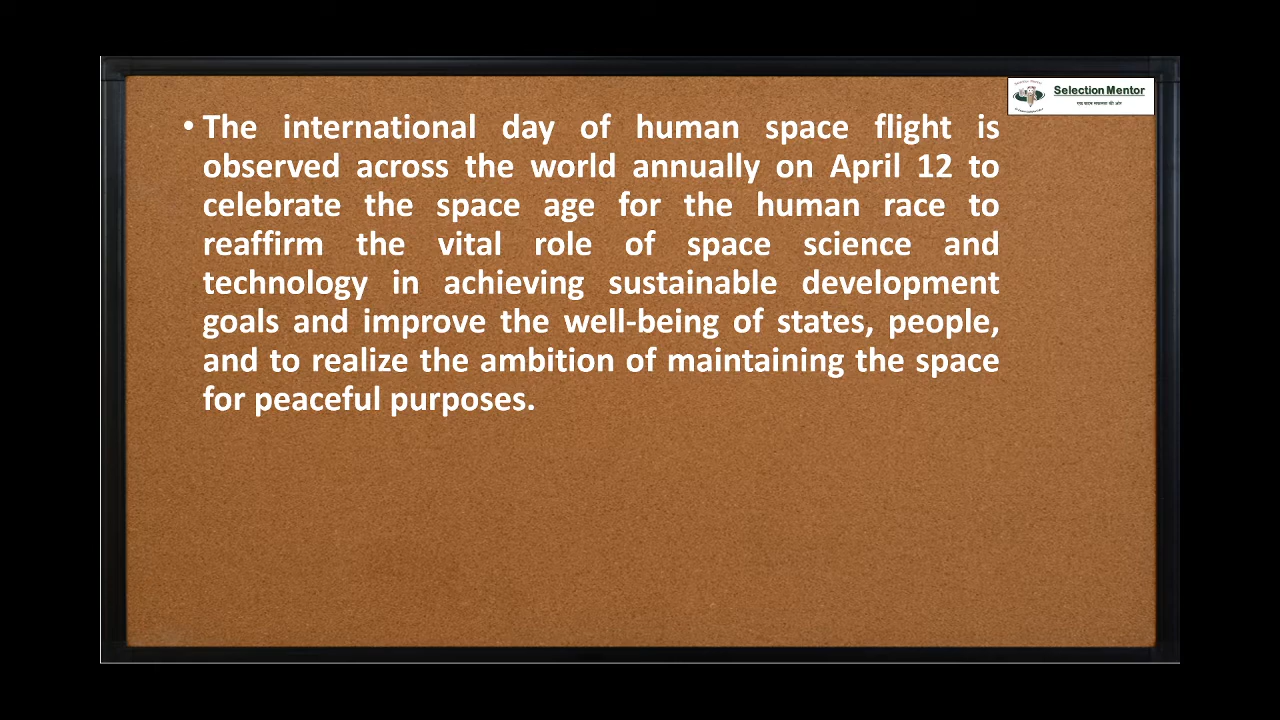 Selection Mentor
• The international day of human space flight is
observed across the world annually on April 12 to
celebrate the space age for the human race to
reaffirm the vital role of space science and
technology in achieving sustainable development
goals and improve the well-being of states, people,
and to realize the ambition of maintaining the space
for peaceful purposes.